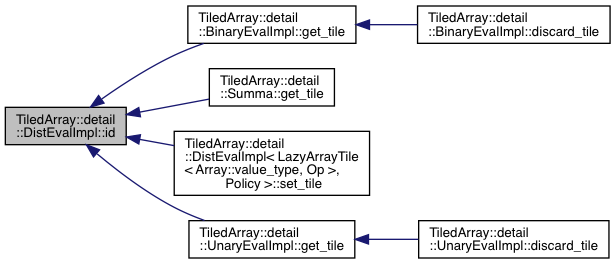 TiledArray::detail
::DistEvalImpl::id
TiledArray::detail
::BinaryEvalImpl::get_tile
TiledArray::detail
::BinaryEvalImpl::discard_tile
TiledArray::detail
::Summa::get_tile
TiledArray::detail
::DistEvalImpl< LazyArrayTile
< Array::value_type, Op >,
Policy >::set_tile
TiledArray::detail
::UnaryEvalImpl::get_tile
TiledArray::detail
::UnaryEvalImpl::discard_tile